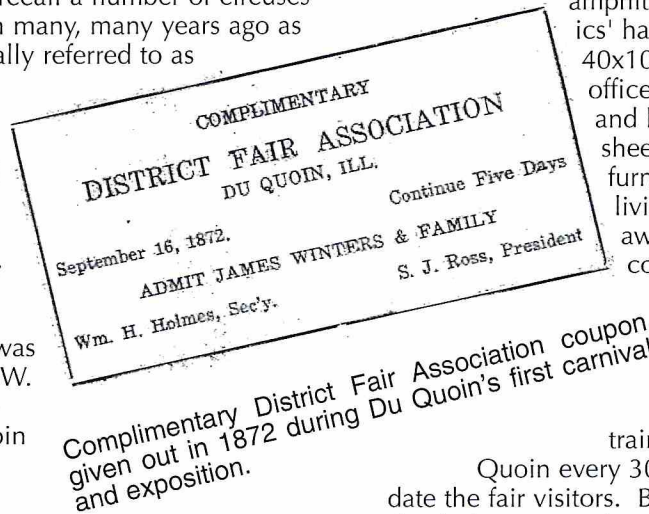 recall a number of circuses
many, many years ago as
ally referred to as
was
W.
COMPLIMENTARY
DISTRICT FAIR ASSOCIATION
DU QUOIN, ILL.
September 16, 1872. Continue Five Days
ADMIT JAMES WINTERS & FAMILY
Wm. H. Holmes, Sec'y. S. J. Ross, President
Complimentary District Fair Association coupon
given out in 1872 during Du Quoin's first carnival
and exposition.
ics' ha
40x10
office
and
shee
furn
livi
aw
co
train
Quoin every 30
date the fair visitors. B